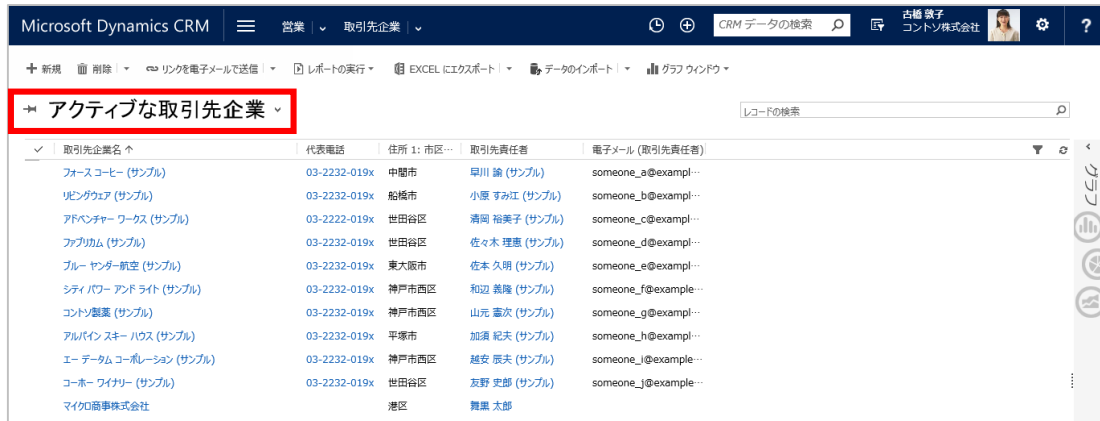 Microsoft Dynamics CRM 営業 取引先企業 CRM データの検索 古橋 敦子
コントソ株式会社 ?
新規 削除 リンクを電子メールで送信 レポートの実行 EXCEL にエクスポート データのインポート グラフ ウィンドウ
アクティブな取引先企業 レコードの検索
取引先企業名 代表電話 住所 1: 市区… 取引先責任者 電子メール (取引先責任者)
フォース コーヒー (サンプル) 03-2232-019x 中間市 早川 諭 (サンプル) someone_a@exampl…
リビングウェア (サンプル) 03-2232-019x 船橋市 小原 すみ江 (サンプル) someone_b@exampl…
アドベンチャー ワークス (サンプル) 03-2222-019x 世田谷区 清岡 裕美子 (サンプル) someone_c@exampl…
ファブリカム (サンプル) 03-2232-019x 世田谷区 佐々木 理恵 (サンプル) someone_d@exampl…
ブルー ヤンダー航空 (サンプル) 03-2232-019x 東大阪市 佐本 久明 (サンプル) someone_e@exampl…
シティ パワー アンド ライト (サンプル) 03-2232-019x 神戸市西区 和辺 義隆 (サンプル) someone_f@example…
コントソ製薬 (サンプル) 03-2232-019x 神戸市西区 山元 憲次 (サンプル) someone_g@exampl…
アルパイン スキー ハウス (サンプル) 03-2232-019x 平塚市 加須 紀夫 (サンプル) someone_h@exampl…
エー データム コーポレーション (サンプル) 03-2232-019x 神戸市西区 越安 辰夫 (サンプル) someone_i@example…
コーホー ワイナリー (サンプル) 03-2232-019x 世田谷区 友野 史郎 (サンプル) someone_j@example…
マイクロ商事株式会社 港区 舞黒 太郎
グラフ